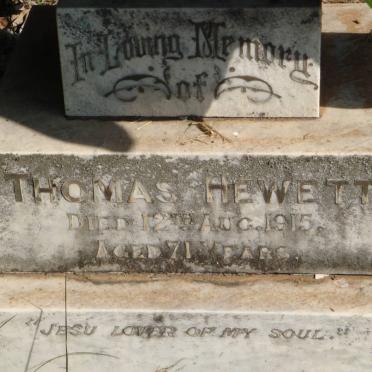 In Loving Memory
of
THOMAS HEWETT
DIED 12TH AUG. 1915,
AGED 71 YEARS.
"JESU LOVER OF MY SOUL."